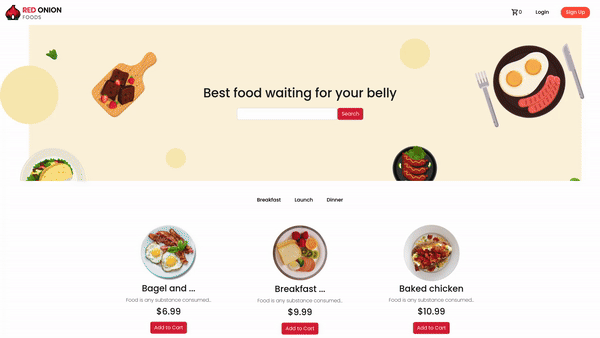 RED ONION
FOODS
0
Login
Sign Up
Best food waiting for your belly
Search
Breakfast
Launch
Dinner
Bagel and ...
Food is any substance consumed..
$6.99
Add to Cart
Breakfast ...
Food is any substance consumed..
$9.99
Add to Cart
Baked chicken
Food is any substance consumed..
$10.99
Add to Cart